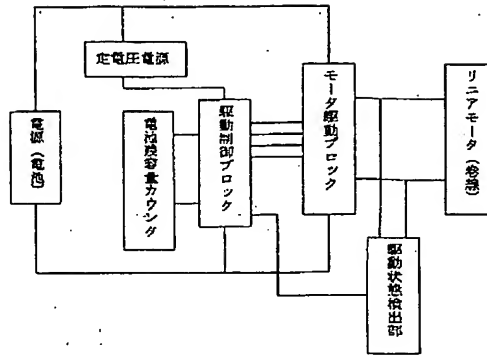 定電圧電源
電源(電池)
電池残容量カウンタ
駆動制御ブロック
モータ駆動ブロック
リニアモータ(巻線)
駆動状態検出部